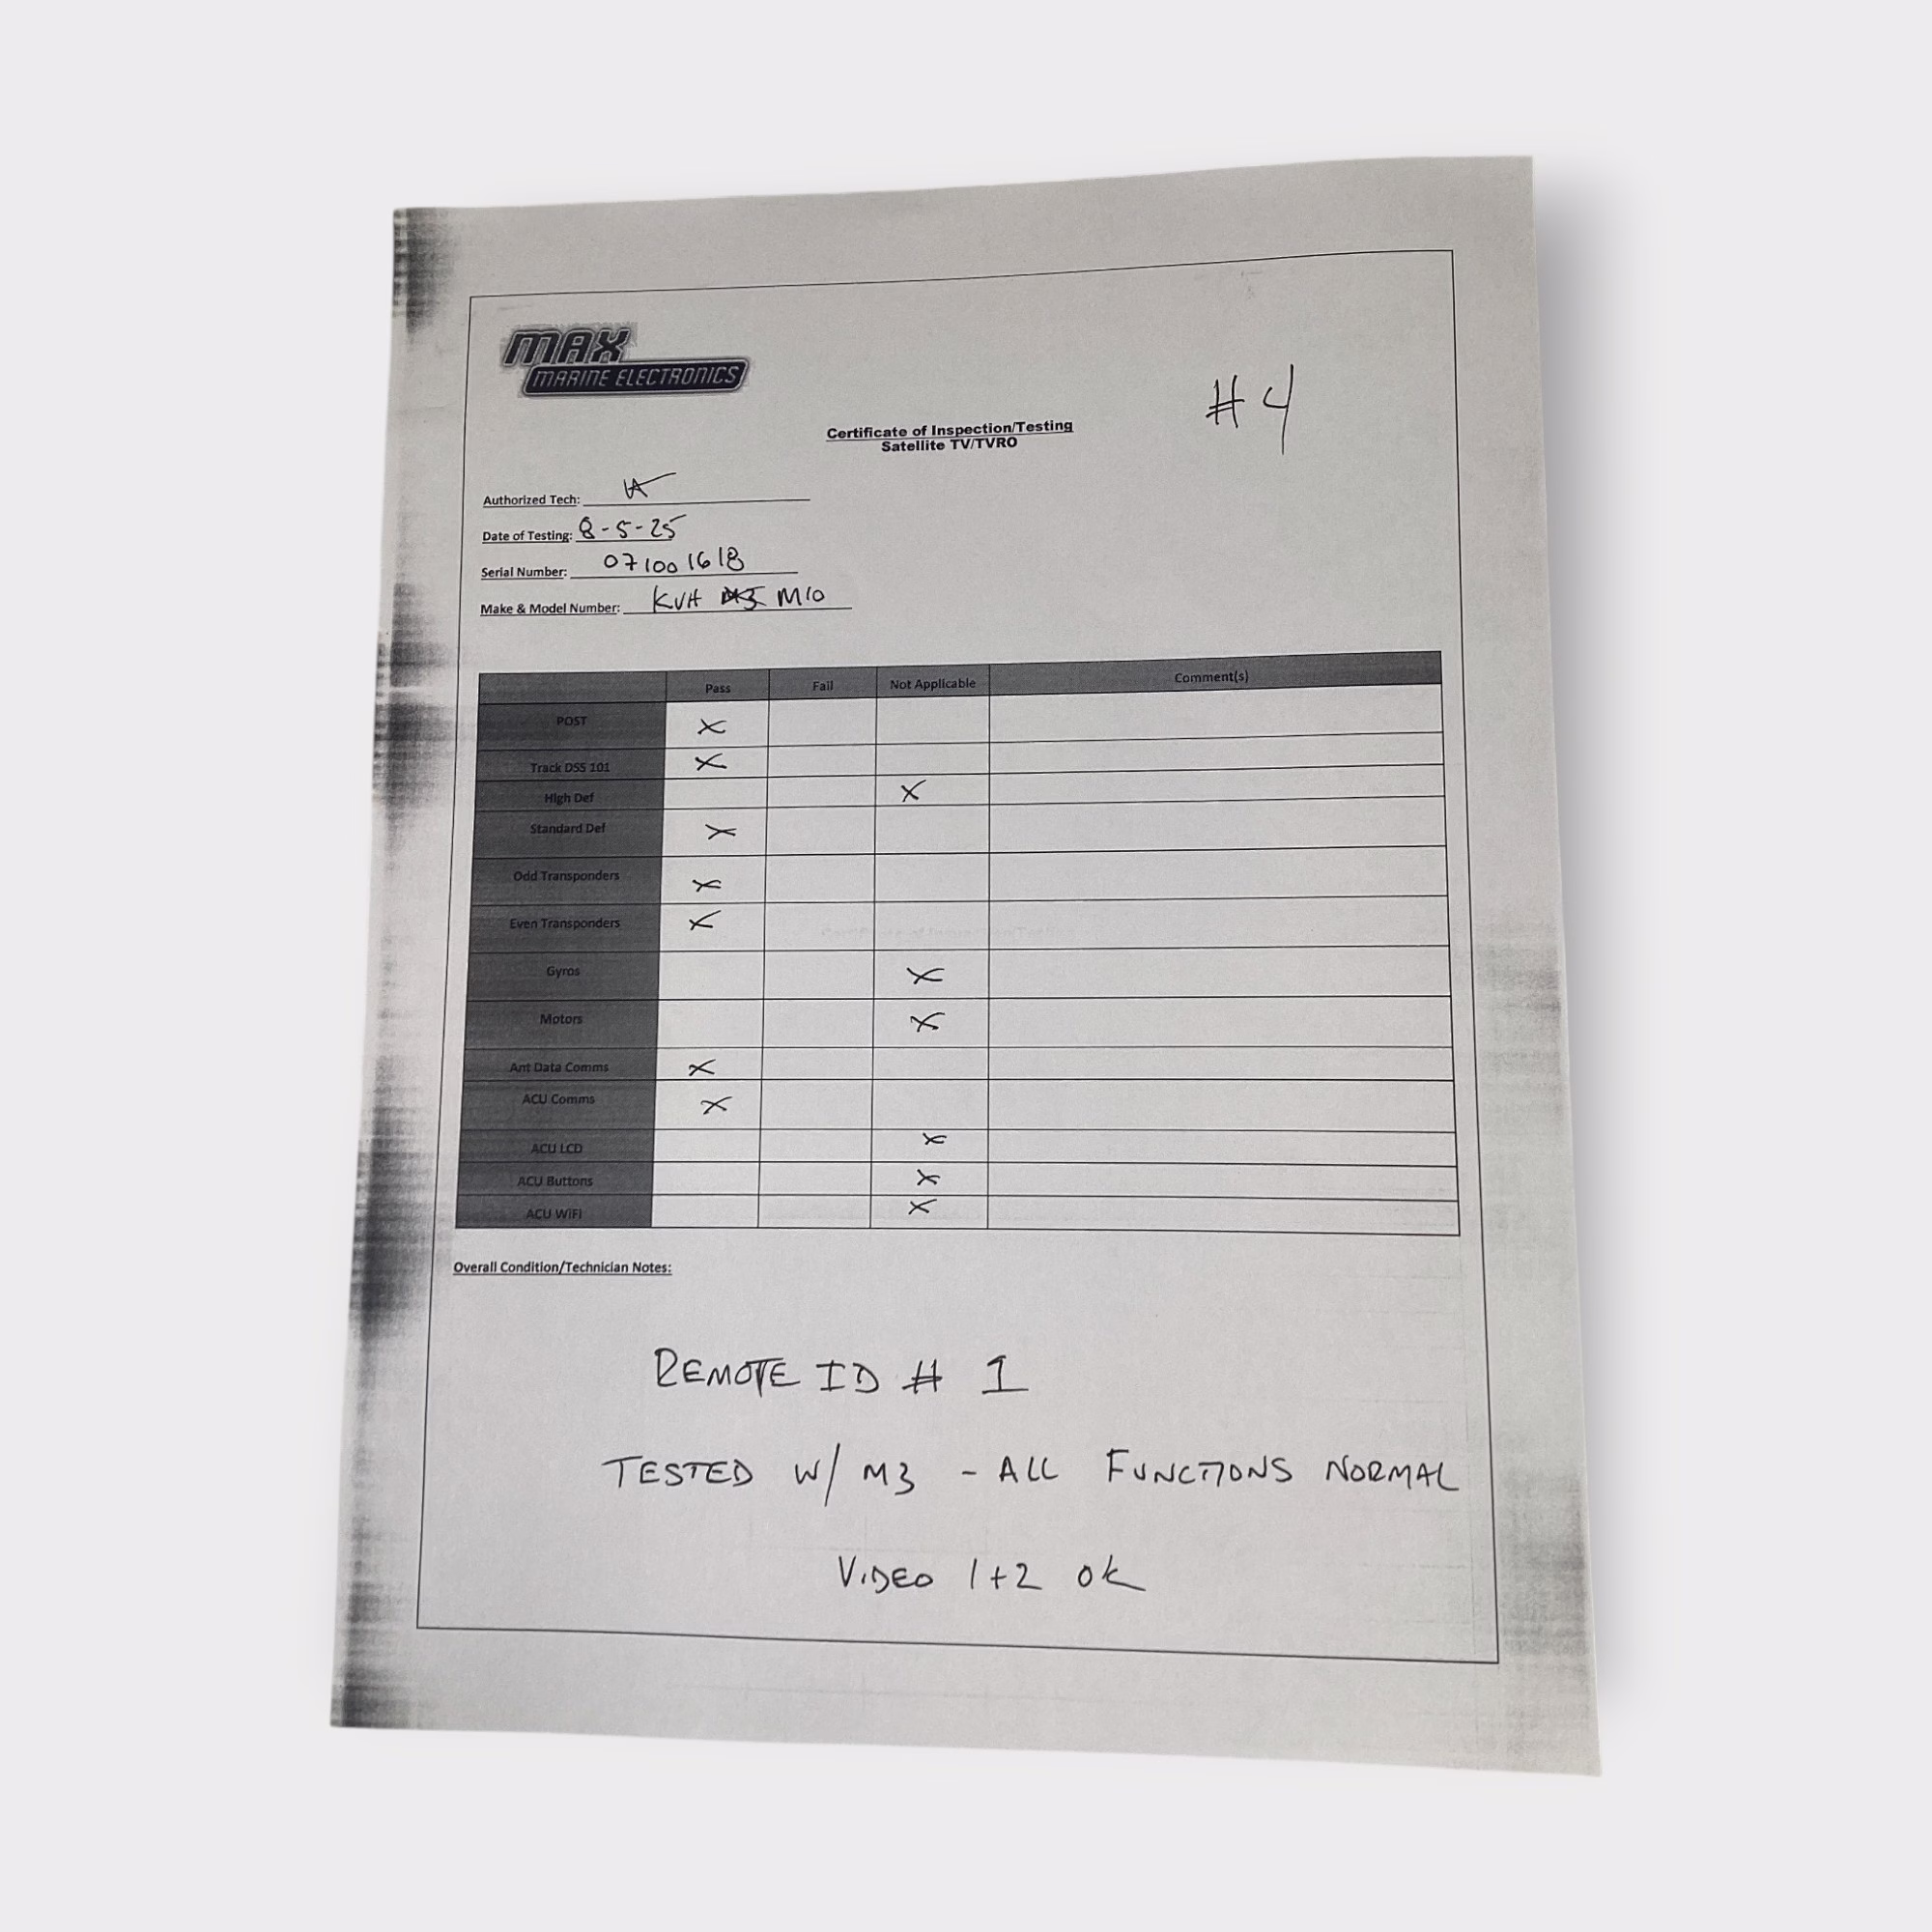 MAX
MARINE ELECTRONICS
# 4
Certificate of Inspection/Testing
Satellite TV/TVRO
Authorized Tech:
Date of Testing: 8-5-25
Serial Number: 071001618
Make & Model Number: KVH M10
Pass Fail Not Applicable Comment(s)
POST X
Track DSS 101 X
High Def X
Standard Def X
Odd Transponders X
Even Transponders X
Gyros X
Motors X
Ant Data Comms X
ACU Comms X
ACU LCD X
ACU Buttons X
ACU WiFi X
Overall Condition/Technician Notes:
REMOTE ID # 1
TESTED W/ M3 - ALL FUNCTIONS NORMAL
VIDEO 1+2 OK